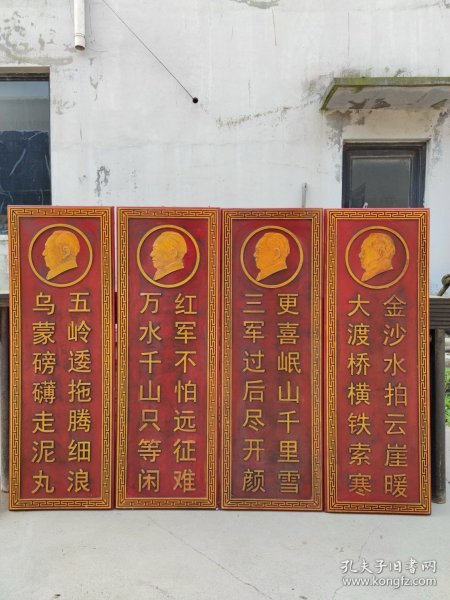 五岭逶拖腾细浪
乌蒙磅礴走泥丸
红军不怕远征难
万水千山只等闲
更喜岷山千里雪
三军过后尽开颜
金沙水拍云崖暖
大渡桥横铁索寒
孔夫子旧书网
www.kongfz.com